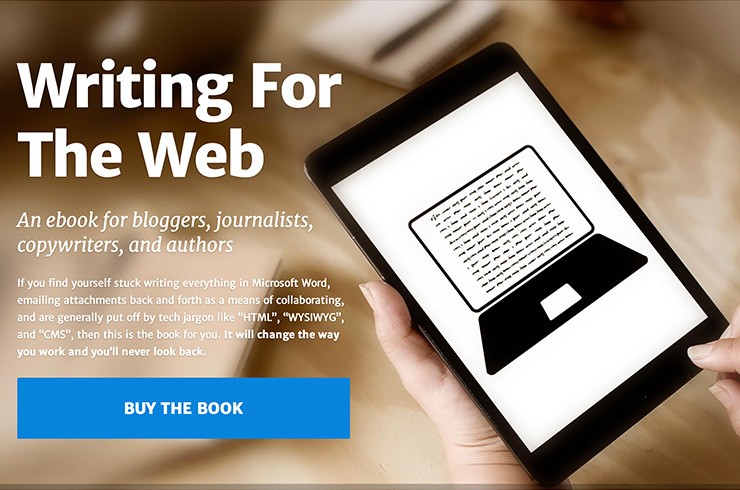 Writing For
The Web
An ebook for bloggers, journalists,
copywriters, and authors
If you find yourself stuck writing everything in Microsoft Word,
emailing attachments back and forth as a means of collaborating,
and are generally put off by tech jargon like “HTML”, “WYSIWYG”,
and “CMS”, then this is the book for you. It will change the way
you work and you’ll never look back.
BUY THE BOOK